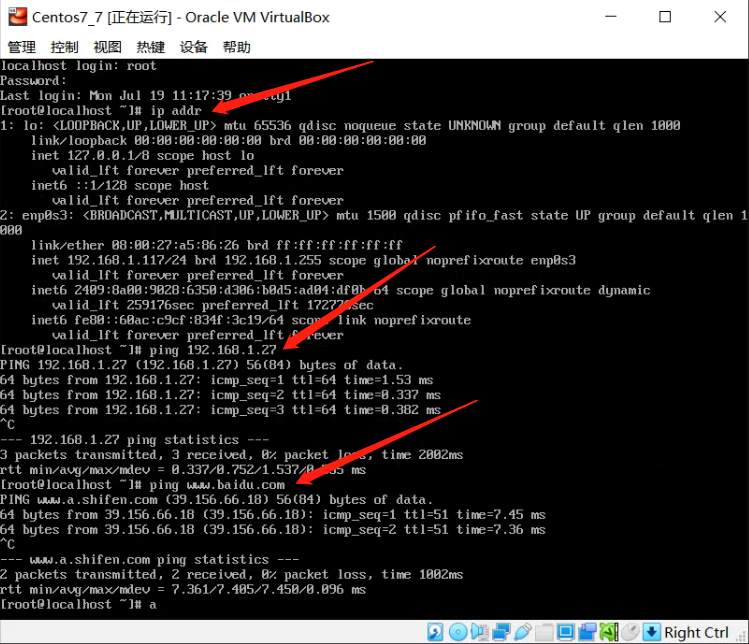 Centos7_7 [正在运行] - Oracle VM VirtualBox
管理 控制 视图 热键 设备 帮助
localhost login: root
Password:
Last login: Mon Jul 19 11:17:39 on tty1
[root@localhost ~]# ip addr
1: lo: <LOOPBACK,UP,LOWER_UP> mtu 65536 qdisc noqueue state UNKNOWN group default qlen 1000
link/loopback 00:00:00:00:00:00 brd 00:00:00:00:00:00
inet 127.0.0.1/8 scope host lo
valid_lft forever preferred_lft forever
inet6 ::1/128 scope host
valid_lft forever preferred_lft forever
2: enp0s3: <BROADCAST,MULTICAST,UP,LOWER_UP> mtu 1500 qdisc pfifo_fast state UP group default qlen 1
000
link/ether 08:00:27:a5:86:26 brd ff:ff:ff:ff:ff:ff
inet 192.168.1.117/24 brd 192.168.1.255 scope global noprefixroute enp0s3
valid_lft forever preferred_lft forever
inet6 2409:8a00:9028:6350:d306:b0d5:ad04:df0b/64 scope global noprefixroute dynamic
valid_lft 259176sec preferred_lft
inet6 fe80::60ac:c9cf:834f:3c19/64 scope link noprefixroute
valid_lft forever preferred_lft forever
[root@localhost ~]# ping 192.168.1.27
PING 192.168.1.27 (192.168.1.27) 56(84) bytes of data.
64 bytes from 192.168.1.27: icmp_seq=1 ttl=64 time=1.53 ms
64 bytes from 192.168.1.27: icmp_seq=2 ttl=64 time=0.337 ms
64 bytes from 192.168.1.27: icmp_seq=3 ttl=64 time=0.382 ms
^C
--- 192.168.1.27 ping statistics ---
3 packets transmitted, 3 received, 0% packet loss, time 2002ms
rtt min/avg/max/mdev = ms
[root@localhost ~]# ping www.baidu.com
PING www.a.shifen.com (39.156.66.18) 56(84) bytes of data.
64 bytes from 39.156.66.18 (39.156.66.18): icmp_seq=1 ttl=51 time=7.45 ms
64 bytes from 39.156.66.18 (39.156.66.18): icmp_seq=2 ttl=51 time=7.36 ms
^C
--- www.a.shifen.com ping statistics ---
2 packets transmitted, 2 received, 0% packet loss, time 1002ms
rtt min/avg/max/mdev = 7.361/7.405/7.450/0.096 ms
[root@localhost ~]# a
Right Ctrl